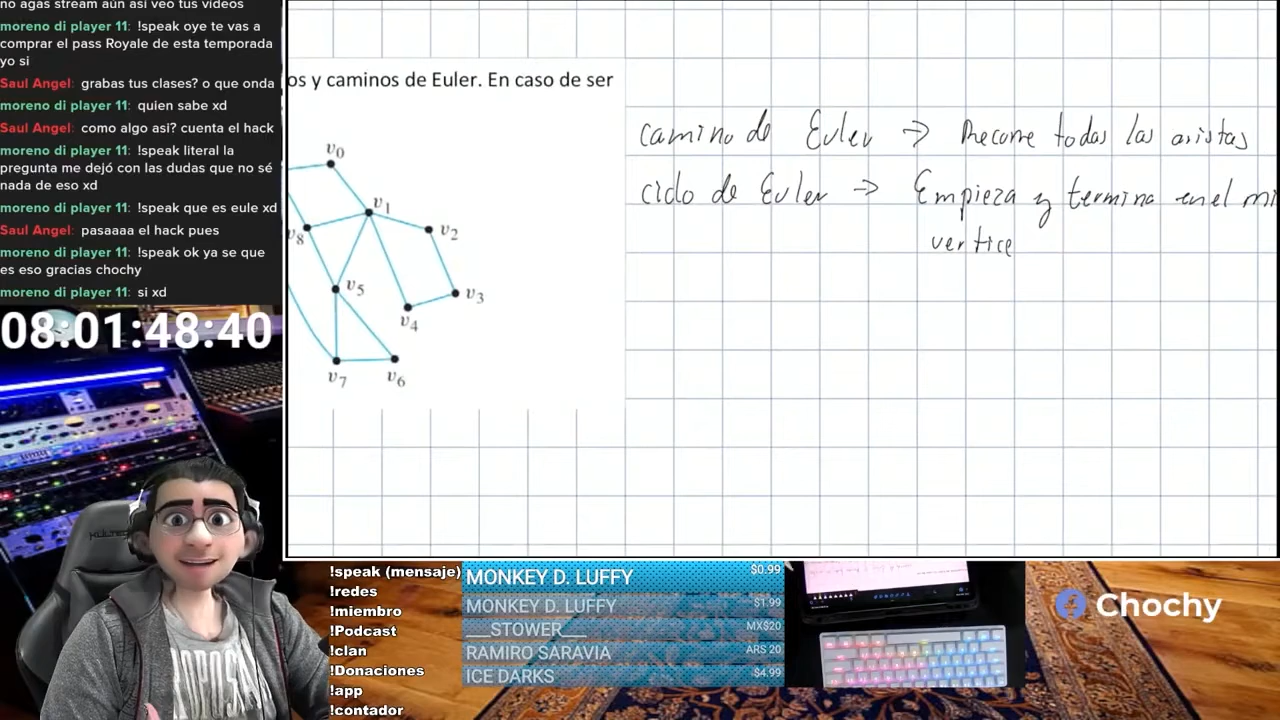 no agas stream aún así veo tus videos
moreno di player 11: !speak oye te vas a
comprar el pass Royale de esta temporada
yo si
Saul Angel: grabas tus clases? o que onda
moreno di player 11: quien sabe xd
Saul Angel: como algo asi? cuenta el hack
moreno di player 11: !speak literal la
pregunta me dejó con las dudas que no sé
nada de eso xd
moreno di player 11: !speak que es eule xd
Saul Angel: pasaaaa el hack pues
moreno di player 11: !speak ok ya se que
es eso gracias chochy
moreno di player 11: si xd
08:01:48:40
os y caminos de Euler. En caso de ser
v0
v1
v2
v8
v5
v3
v4
v7
v6
camino de Euler → Recorre todas las aristas
ciclo de Euler → Empieza y termina en el mi
vertice
!speak (mensaje)
!redes
!miembro
!Podcast
!clan
!Donaciones
!app
!contador
MONKEY D. LUFFY $0.99
MONKEY D. LUFFY $1.99
___STOWER___ MX$20
RAMIRO SARAVIA ARS 20
ICE DARKS $4.99
Chochy